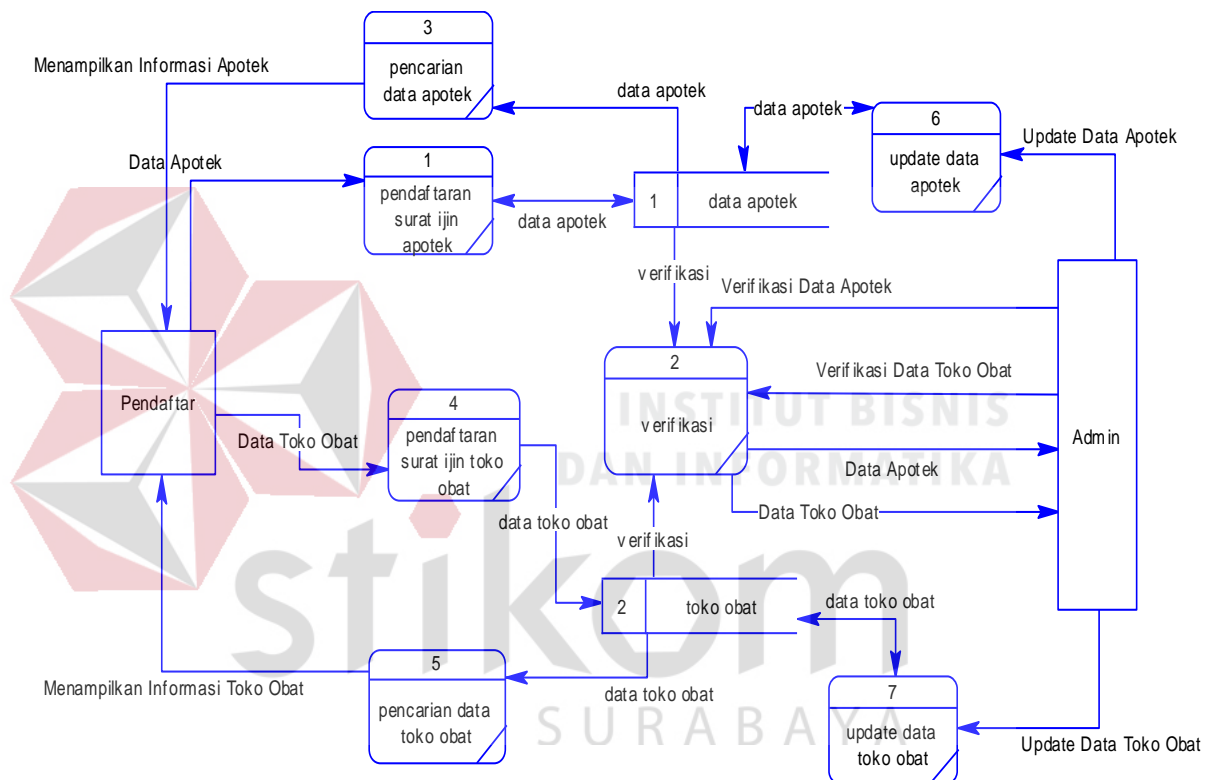 3
pencarian
data apotek
Menampilkan Informasi Apotek
data apotek
data apotek
6
update data
apotek
Update Data Apotek
Data Apotek
1
pendaftaran
surat ijin
apotek
data apotek
1
data apotek
verifikasi
Verifikasi Data Apotek
2
verifikasi
Verifikasi Data Toko Obat
INSTITUT BISNIS
DAN INFORMATIKA
Pendaftar
Data Toko Obat
4
pendaftaran
surat ijin toko
obat
Admin
Data Apotek
Data Toko Obat
data toko obat
verifikasi
stikom
SURABAYA
2
toko obat
data toko obat
5
pencarian data
toko obat
Menampilkan Informasi Toko Obat
data toko obat
7
update data
toko obat
Update Data Toko Obat